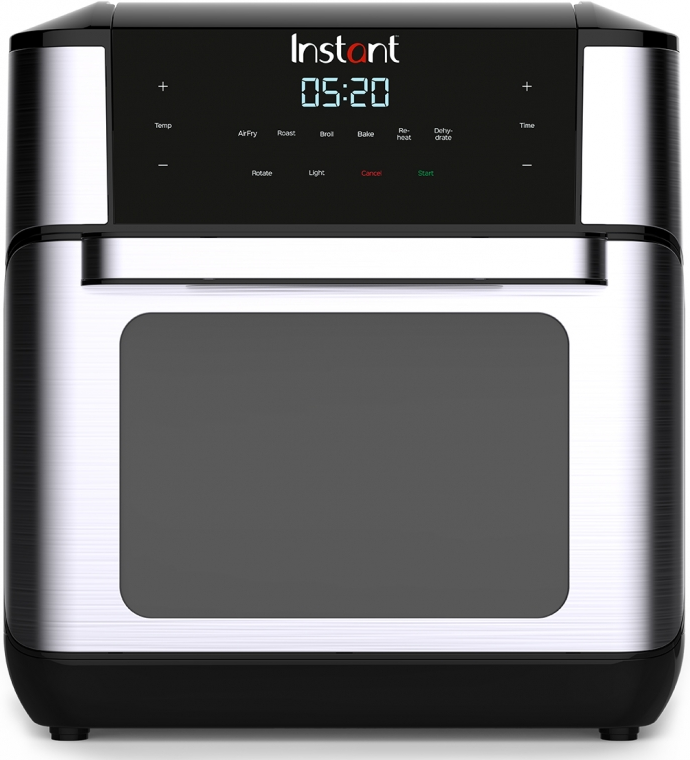 Instant
05:20
+ +
Temp Time
AirFry Roast Broil Bake Re-
heat Dehy-
drate
− −
Rotate Light Cancel Start